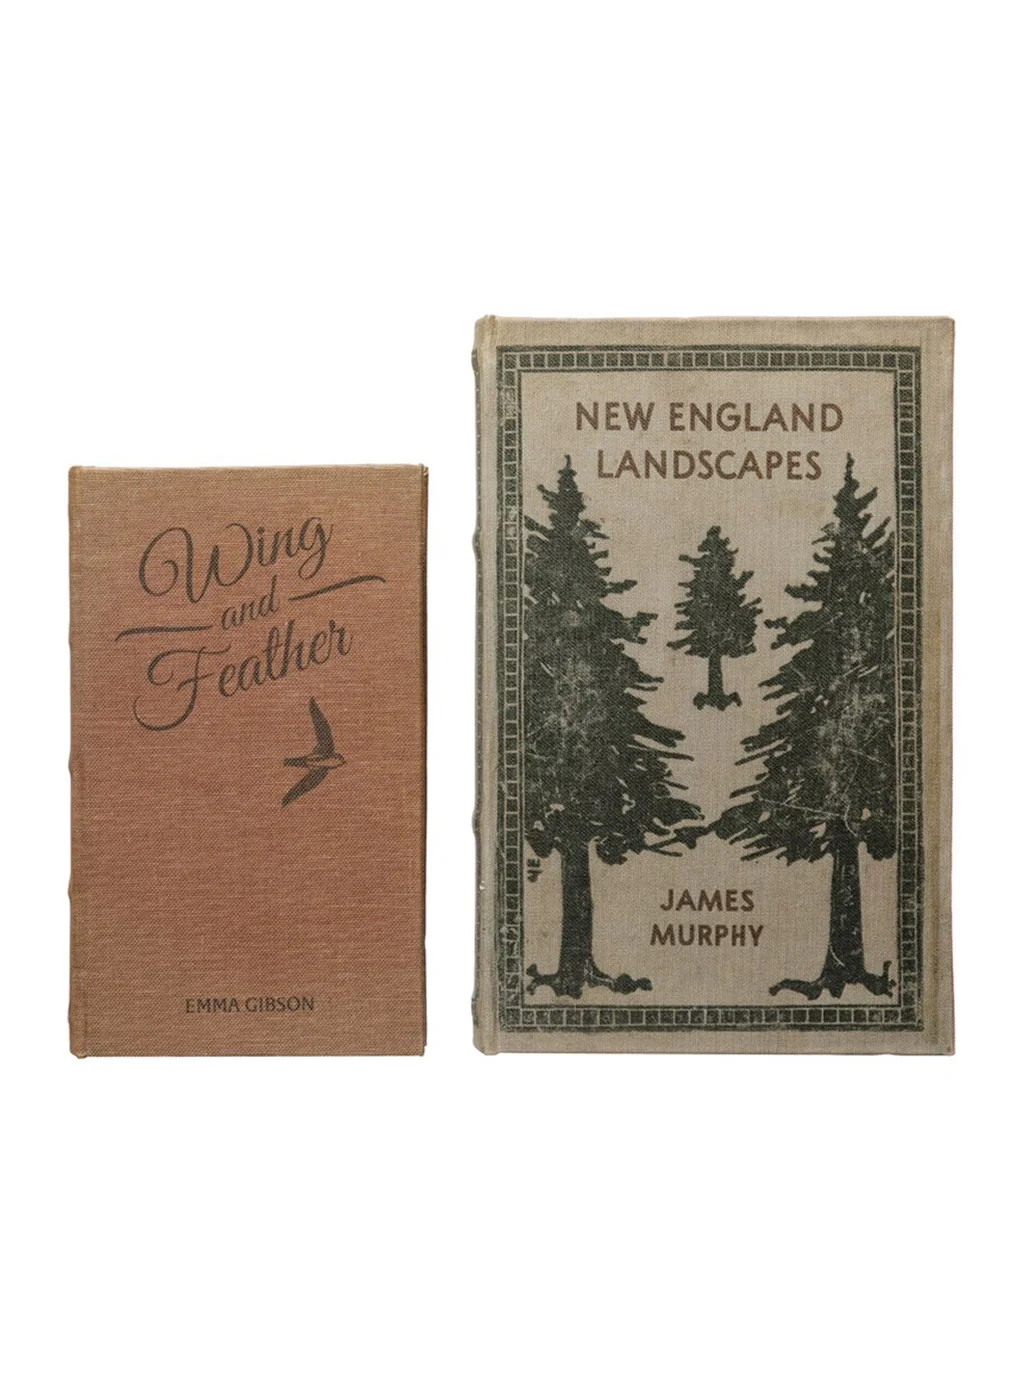 Wing
and
Feather
EMMA GIBSON
NEW ENGLAND
LANDSCAPES
JAMES
MURPHY